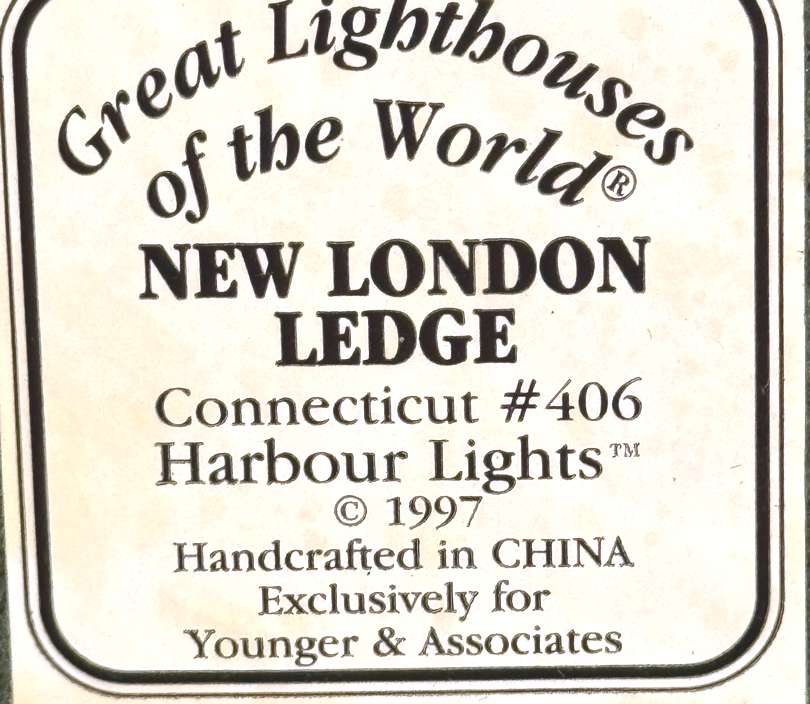 Great Lighthouses
of the World®
NEW LONDON
LEDGE
Connecticut #406
Harbour Lights™
© 1997
Handcrafted in CHINA
Exclusively for
Younger & Associates